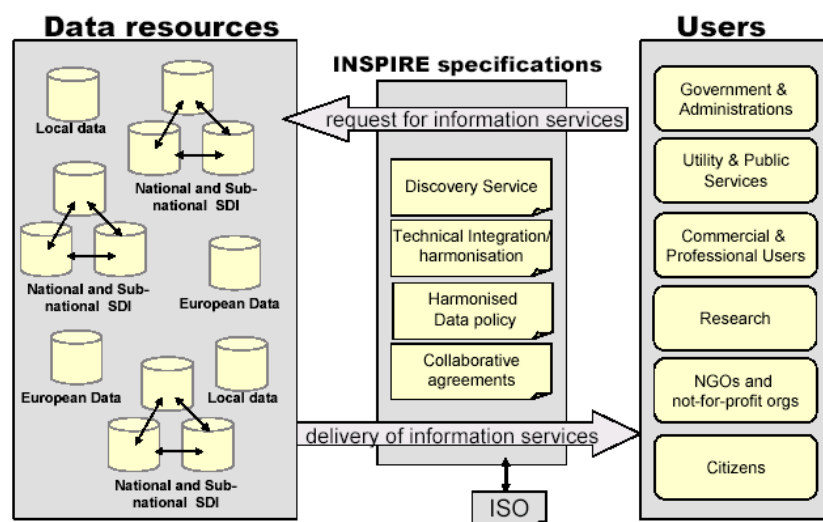 Data resources
Local data
National and Sub-
national SDI
National and Sub-
national SDI
European Data
European Data
Local data
National and Sub-
national SDI
INSPIRE specifications
request for information services
Discovery Service
Technical Integration/
harmonisation
Harmonised
Data policy
Collaborative
agreements
delivery of information services
ISO
Users
Government &
Administrations
Utility & Public
Services
Commercial &
Professional Users
Research
NGOs and
not-for-profit orgs
Citizens